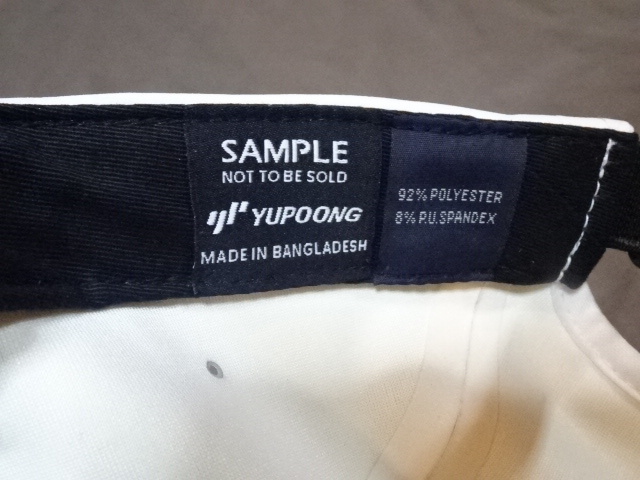 SAMPLE
NOT TO BE SOLD
YUPOONG
MADE IN BANGLADESH
92% POLYESTER
8% P.U.SPANDEX